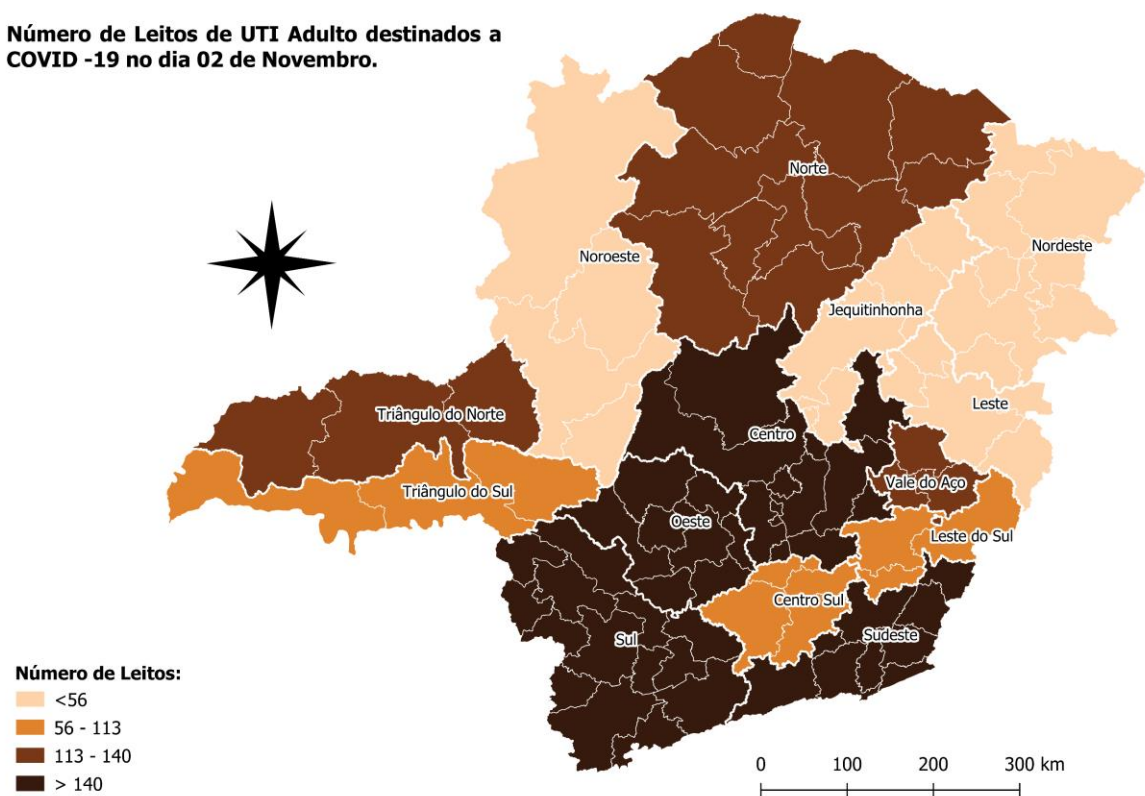 Número de Leitos de UTI Adulto destinados a
COVID -19 no dia 02 de Novembro.
Norte
Noroeste
Nordeste
Jequitinhonha
Triângulo do Norte
Leste
Centro
Triângulo do Sul
Vale do Aço
Oeste
Leste do Sul
Centro Sul
Sul
Sudeste
Número de Leitos:
<56
56 - 113
113 - 140
> 140
0 100 200 300 km